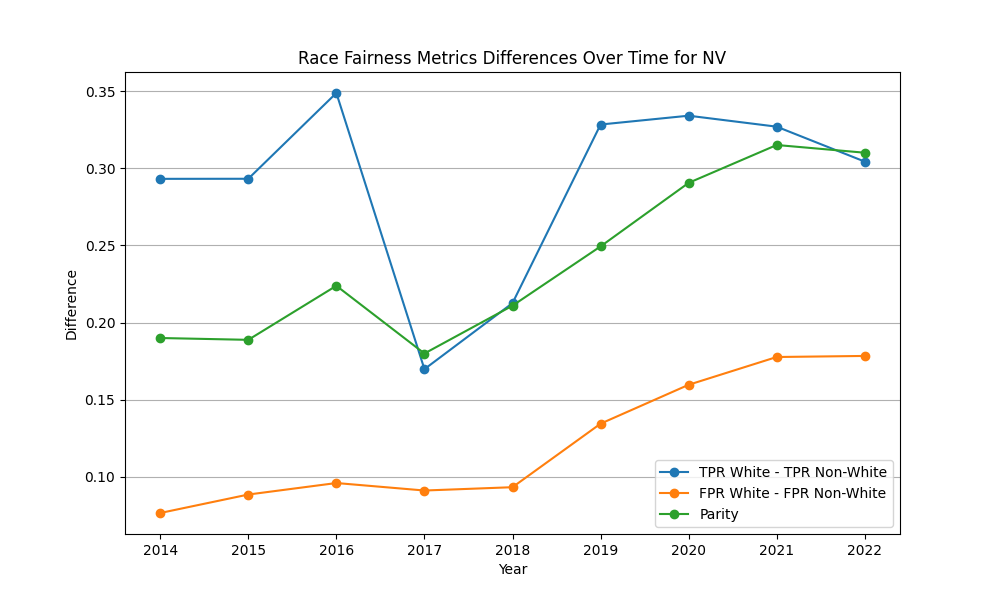 Race Fairness Metrics Differences Over Time for NV
Difference
0.35
0.30
0.25
0.20
0.15
0.10
TPR White - TPR Non-White
FPR White - FPR Non-White
Parity
2014 2015 2016 2017 2018 2019 2020 2021 2022
Year